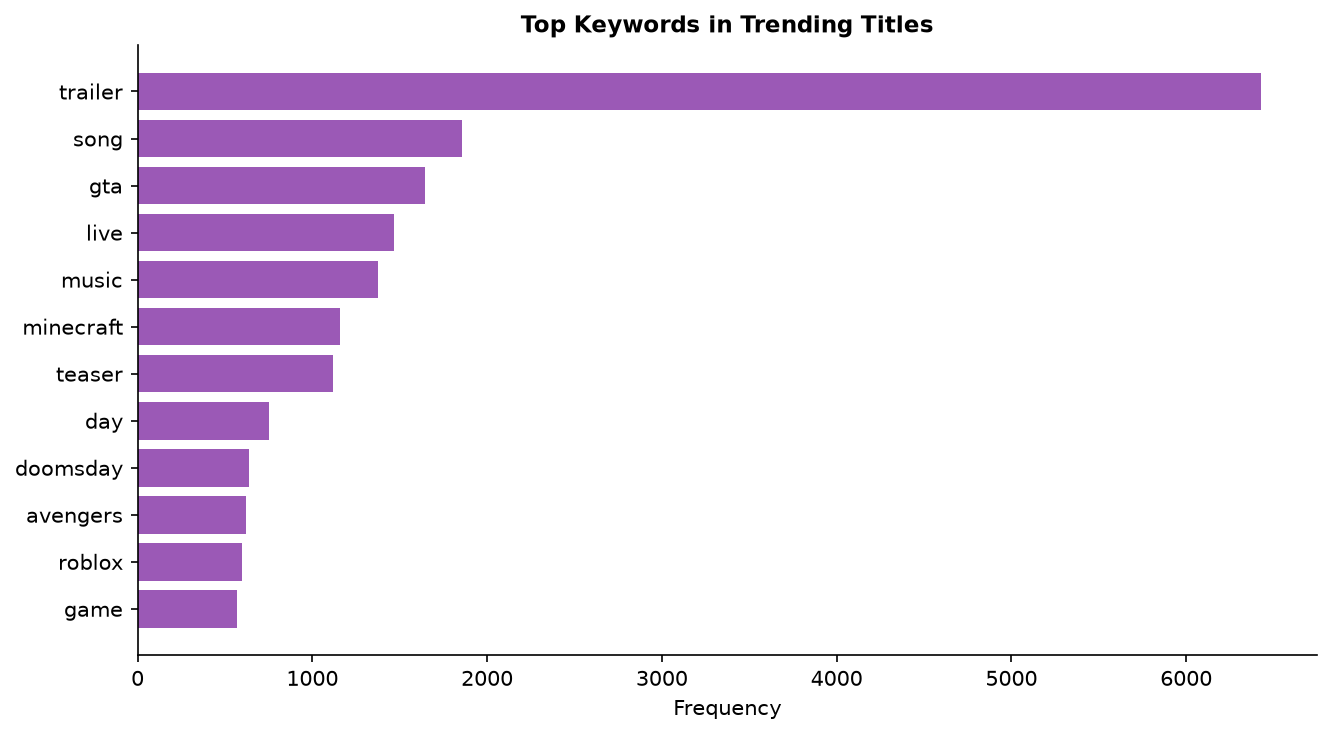 Top Keywords in Trending Titles
trailer
song
gta
live
music
minecraft
teaser
day
doomsday
avengers
roblox
game
0 1000 2000 3000 4000 5000 6000
Frequency